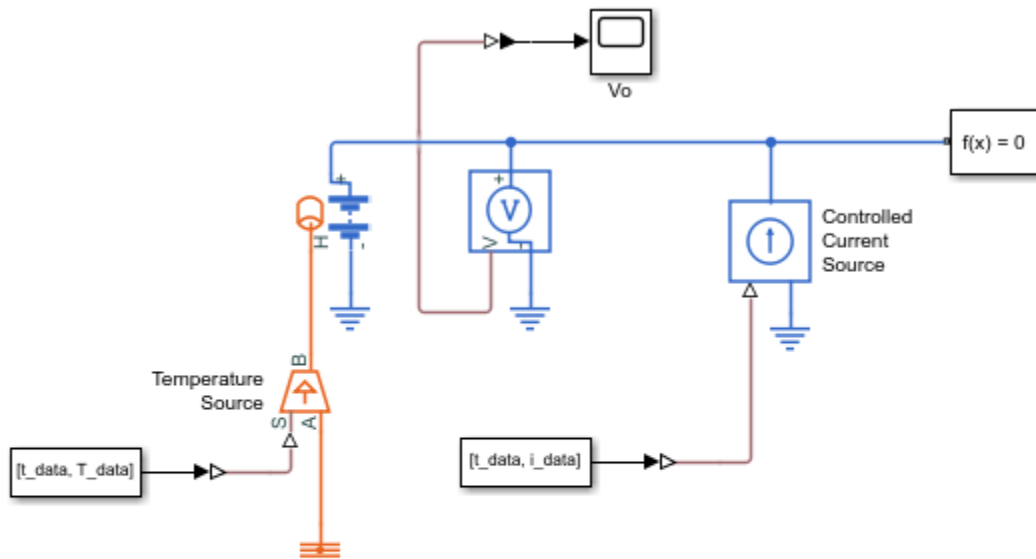 Vo
f(x) = 0
+
+
V
Controlled
Current
Source
H
-
V
-
B
Temperature
Source
S
A
[t_data, T_data]
[t_data, i_data]